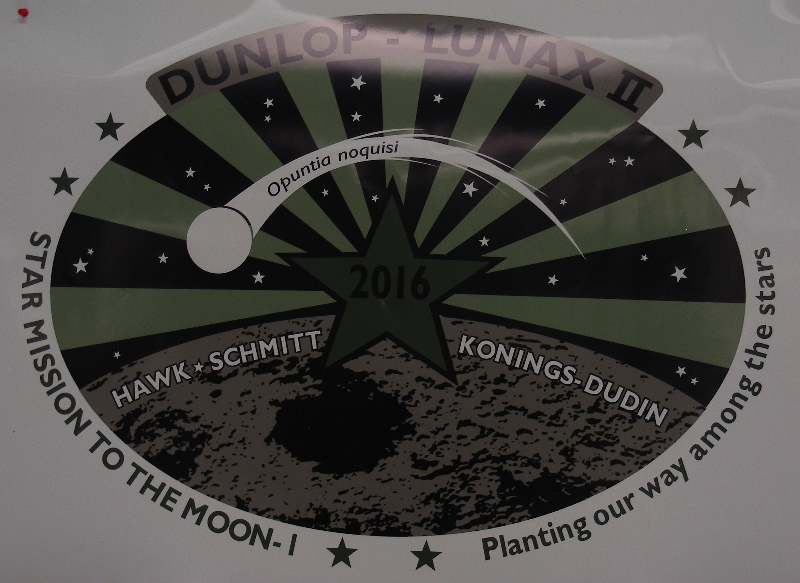 DUNLOP - LUNAX II
Opuntia noquisi
2016
HAWK★SCHMITT
KONINGS-DUDIN
STAR MISSION TO THE MOON-1
Planting our way among the stars